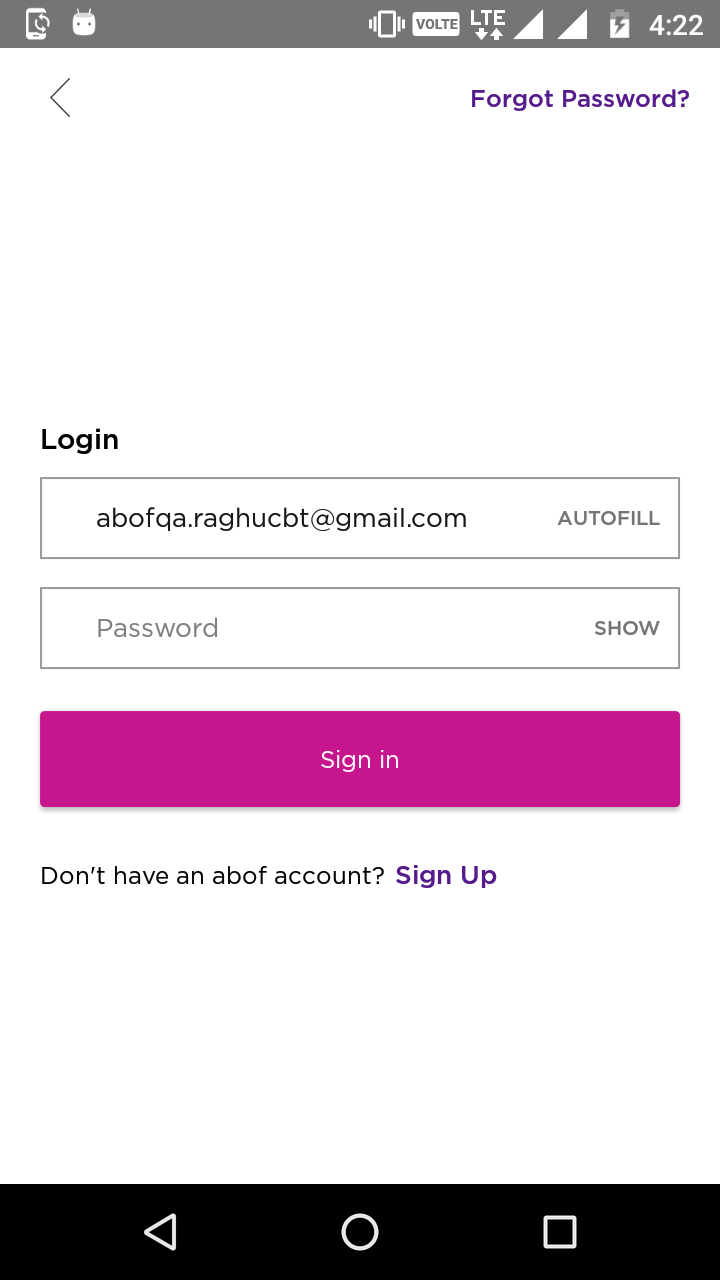 VOLTE LTE 4:22
Forgot Password?
Login
abofqa.raghucbt@gmail.com AUTOFILL
Password SHOW
Sign in
Don't have an abof account? Sign Up